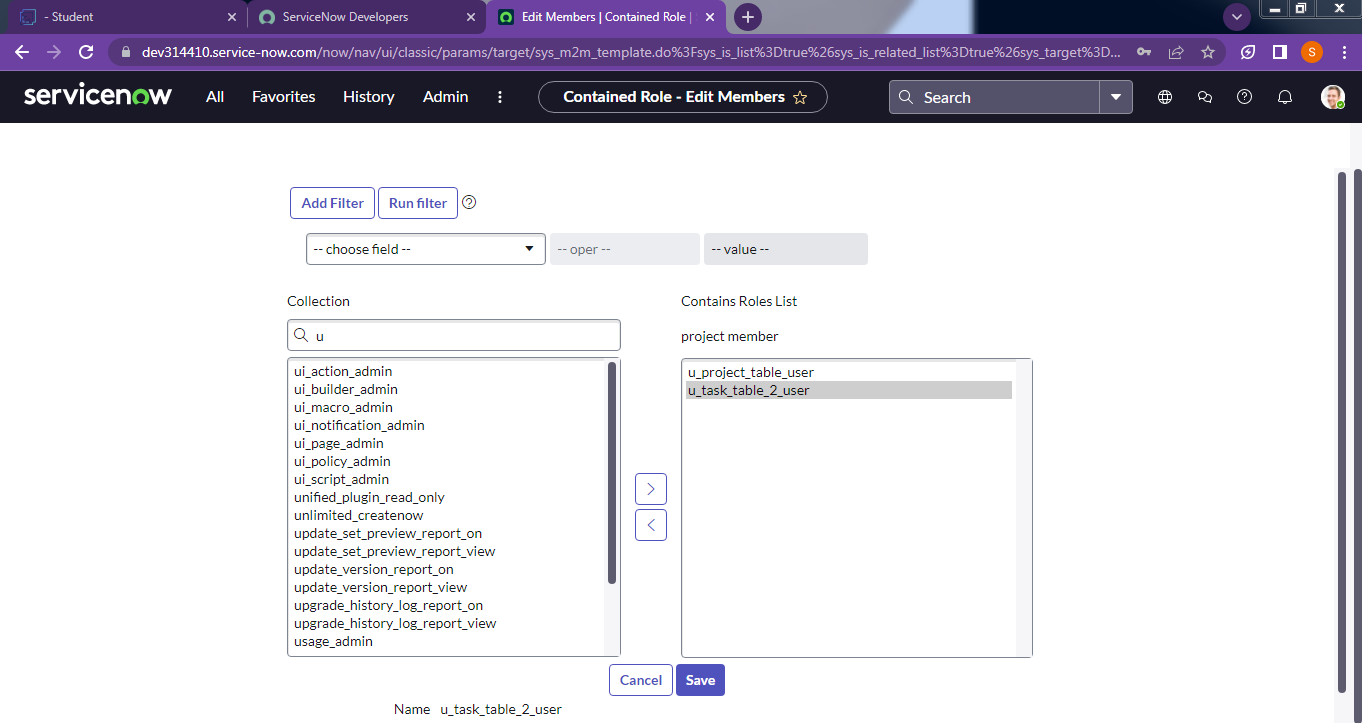 - Student
ServiceNow Developers
Edit Members | Contained Role |
dev314410.service-now.com/now/nav/ui/classic/params/target/sys_m2m_template.do%3Fsys_is_list%3Dtrue%26sys_is_related_list%3Dtrue%26sys_target%3D...
S
servicenow All Favorites History Admin Contained Role - Edit Members Search
Add Filter Run filter
-- choose field -- -- oper -- -- value --
Collection
u
ui_action_admin
ui_builder_admin
ui_macro_admin
ui_notification_admin
ui_page_admin
ui_policy_admin
ui_script_admin
unified_plugin_read_only
unlimited_createnow
update_set_preview_report_on
update_set_preview_report_view
update_version_report_on
update_version_report_view
upgrade_history_log_report_on
upgrade_history_log_report_view
usage_admin
Contains Roles List
project member
u_project_table_user
u_task_table_2_user
Cancel Save
Name u_task_table_2_user